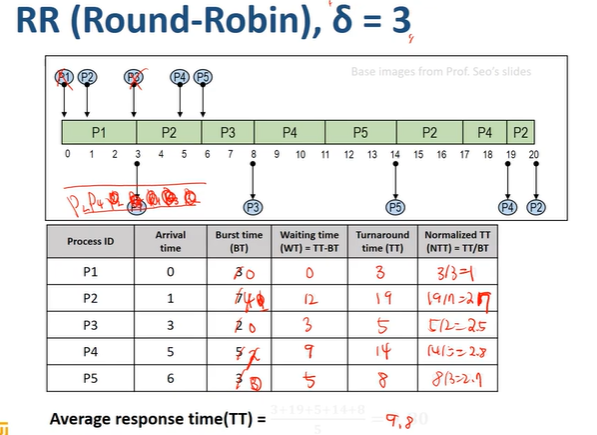 RR (Round-Robin), δ = 3
Base images from Prof. Seo's slides
P1 P2 P3 P4 P5
P1 P2 P3 P4 P5 P2 P4 P2
0 1 2 3 4 5 6 7 8 9 10 11 12 13 14 15 16 17 18 19 20
P2 P4 P2
P1 P3 P5 P4 P2
Process ID Arrival time Burst time (BT) Waiting time (WT) = TT-BT Turnaround time (TT) Normalized TT (NTT) = TT/BT
P1 0 3 0 0 3 3/3=1
P2 1 7 4 12 19 19/7=2.7
P3 3 2 0 3 5 5/2=2.5
P4 5 5 2 9 14 14/5=2.8
P5 6 3 5 8 8/3=2.7
Average response time(TT) = 3+19+5+14+8 / 5 = 9.8